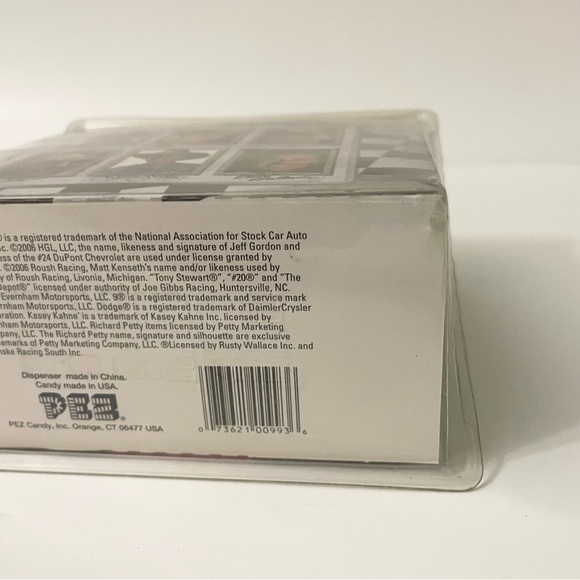 ® is a registered trademark of the National Association for Stock Car Auto
c. ©2006 HGL, LLC, the name, likeness and signature of Jeff Gordon and
ess of the #24 DuPont Chevrolet are used under license granted by
. ©2006 Roush Racing, Matt Kenseth's name and/or likeness used by
y of Roush Racing, Livonia, Michigan. "Tony Stewart®", "#20®" and "The
Depot®" licensed under authority of Joe Gibbs Racing, Huntersville, NC.
Evernham Motorsports, LLC. 9® is a registered trademark and service mark
rnham Motorsports, LLC. Dodge® is a registered trademark of DaimlerCrysler
oration. Kasey Kahne' is a trademark of Kasey Kahne Inc. licensed by
nham Motorsports, LLC. Richard Petty items licensed by Petty Marketing
pany, LLC. The Richard Petty name, signature and silhouette are exclusive
emarks of Petty Marketing Company, LLC. ®Licensed by Rusty Wallace Inc. and
nske Racing South Inc.
Dispenser made in China.
Candy made in USA.
PEZ®
PEZ Candy, Inc. Orange, CT 06477 USA
0 73621 00993 6